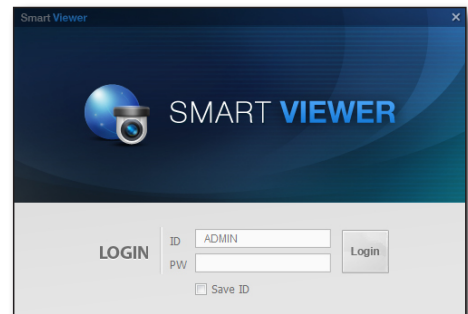 Smart Viewer
SMART VIEWER
LOGIN
ID ADMIN
PW
Login
Save ID